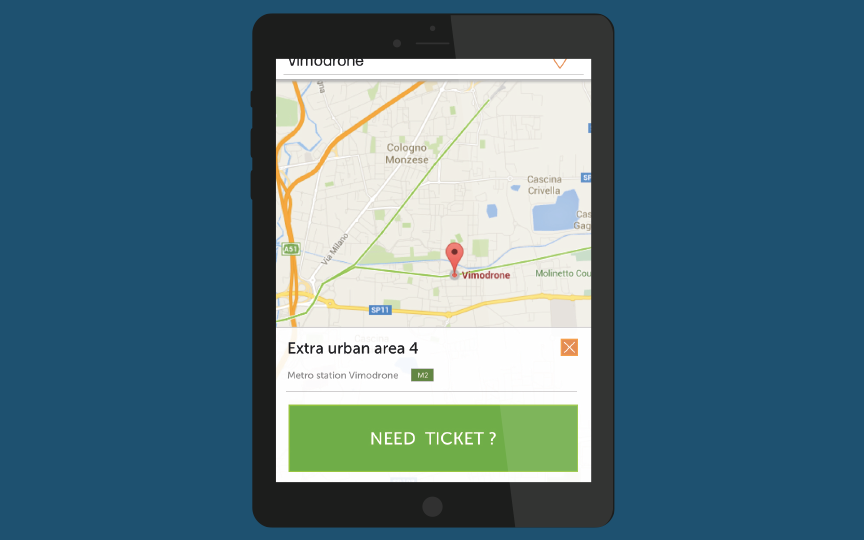 Vimodrone
Cologno
Monzese
Cascina
Crivella
SP
Cas
Gag
Via Milano
A51
Vimodrone
Molinetto Cou
SP11
Extra urban area 4
Metro station Vimodrone M2
NEED TICKET ?